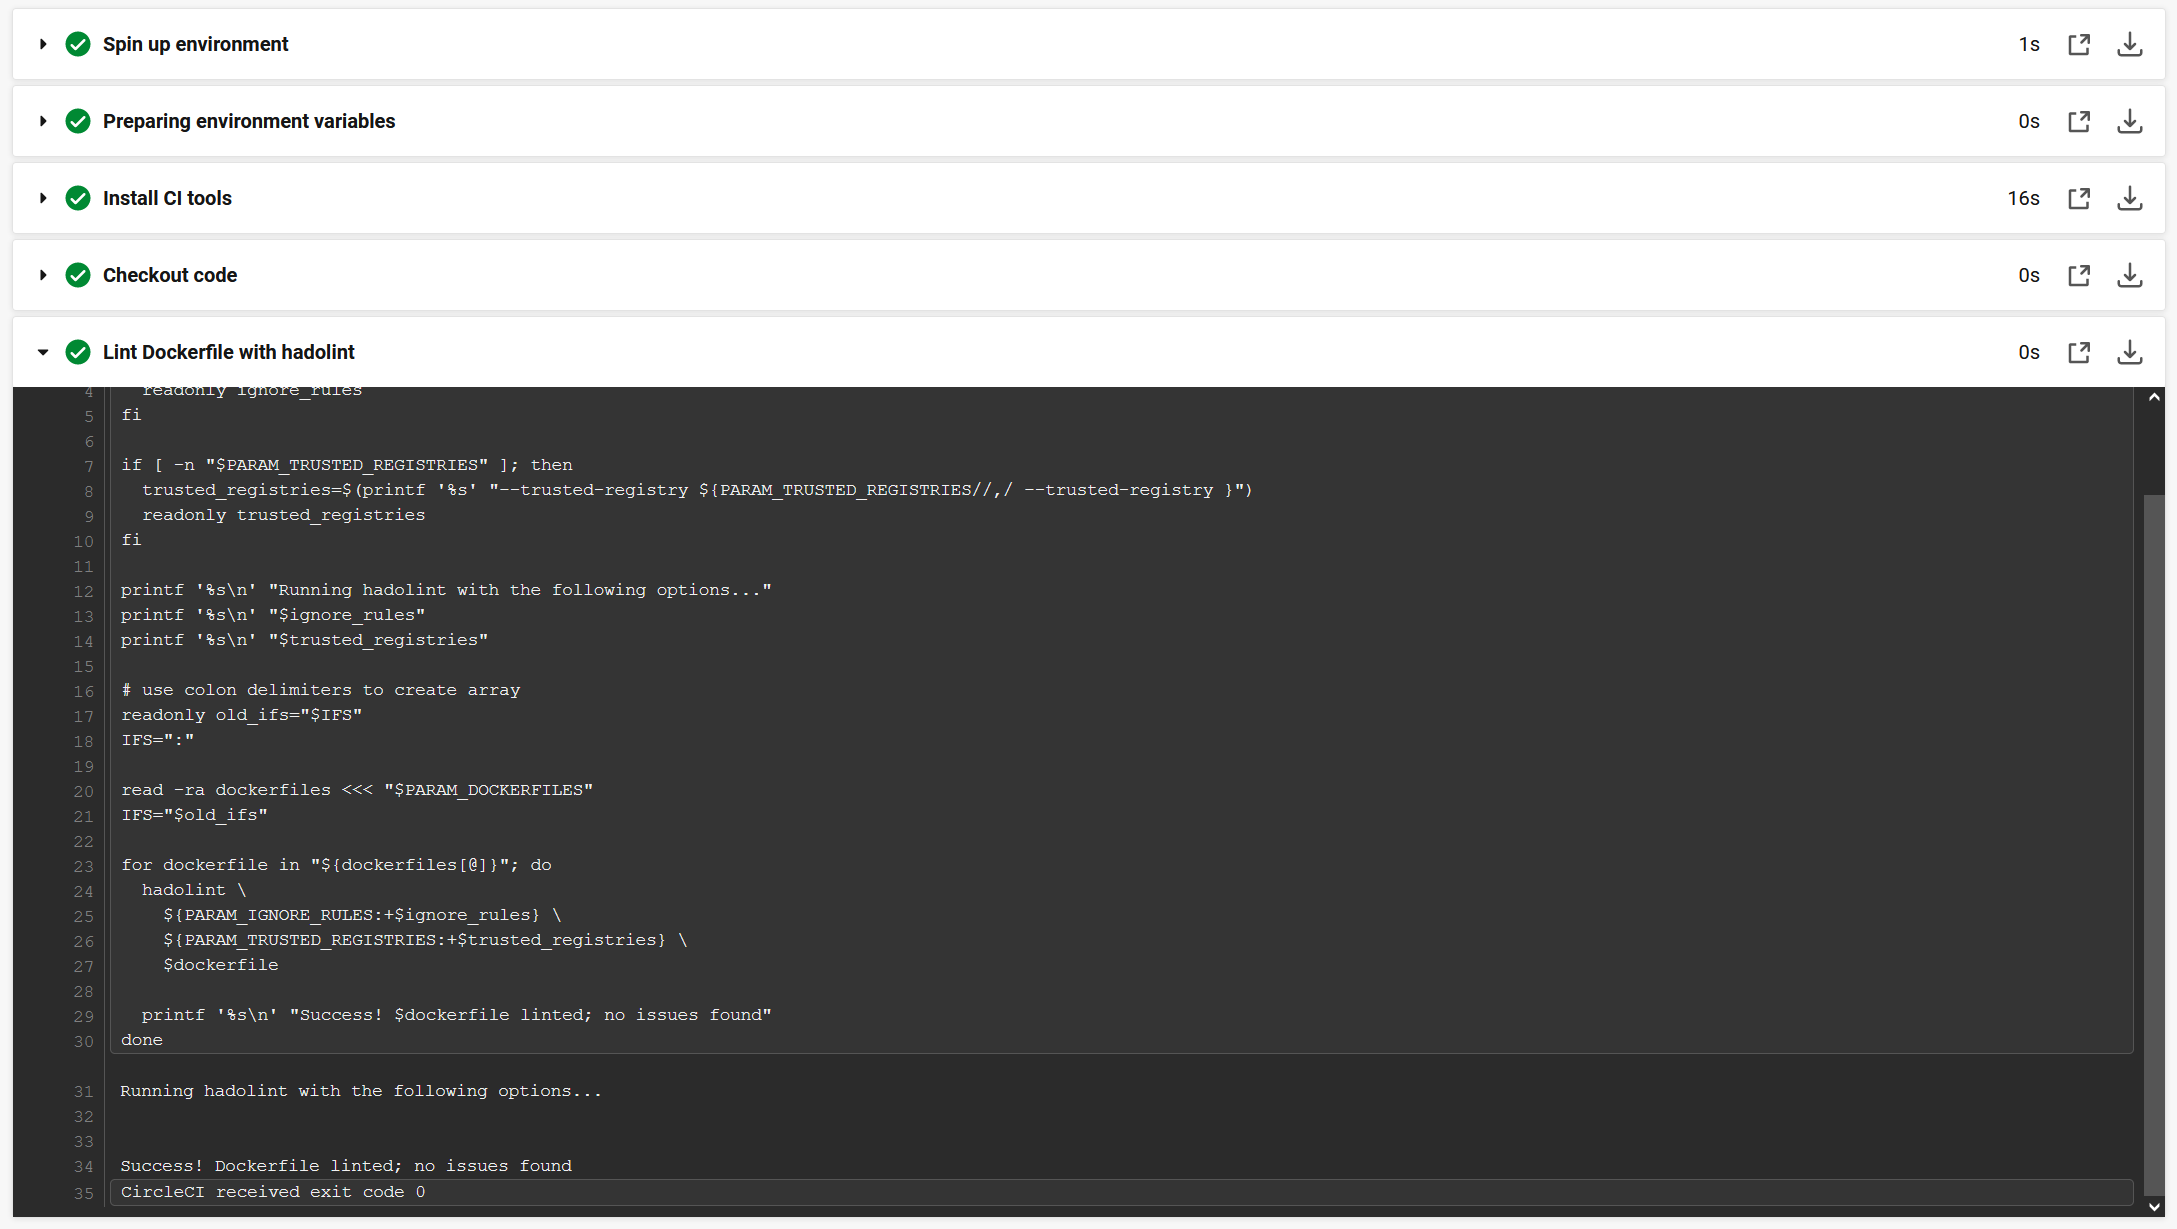 Spin up environment 1s
Preparing environment variables 0s
Install CI tools 16s
Checkout code 0s
Lint Dockerfile with hadolint 0s
4   readonly ignore_rules
5 fi
6
7 if [ -n "$PARAM_TRUSTED_REGISTRIES" ]; then
8   trusted_registries=$(printf '%s' "--trusted-registry ${PARAM_TRUSTED_REGISTRIES//,/ --trusted-registry }")
9   readonly trusted_registries
10 fi
11
12 printf '%s\n' "Running hadolint with the following options..."
13 printf '%s\n' "$ignore_rules"
14 printf '%s\n' "$trusted_registries"
15
16 # use colon delimiters to create array
17 readonly old_ifs="$IFS"
18 IFS=":"
19
20 read -ra dockerfiles <<< "$PARAM_DOCKERFILES"
21 IFS="$old_ifs"
22
23 for dockerfile in "${dockerfiles[@]}"; do
24   hadolint \
25     ${PARAM_IGNORE_RULES:+$ignore_rules} \
26     ${PARAM_TRUSTED_REGISTRIES:+$trusted_registries} \
27     $dockerfile
28
29   printf '%s\n' "Success! $dockerfile linted; no issues found"
30 done
31 Running hadolint with the following options...
32
33
34 Success! Dockerfile linted; no issues found
35 CircleCI received exit code 0